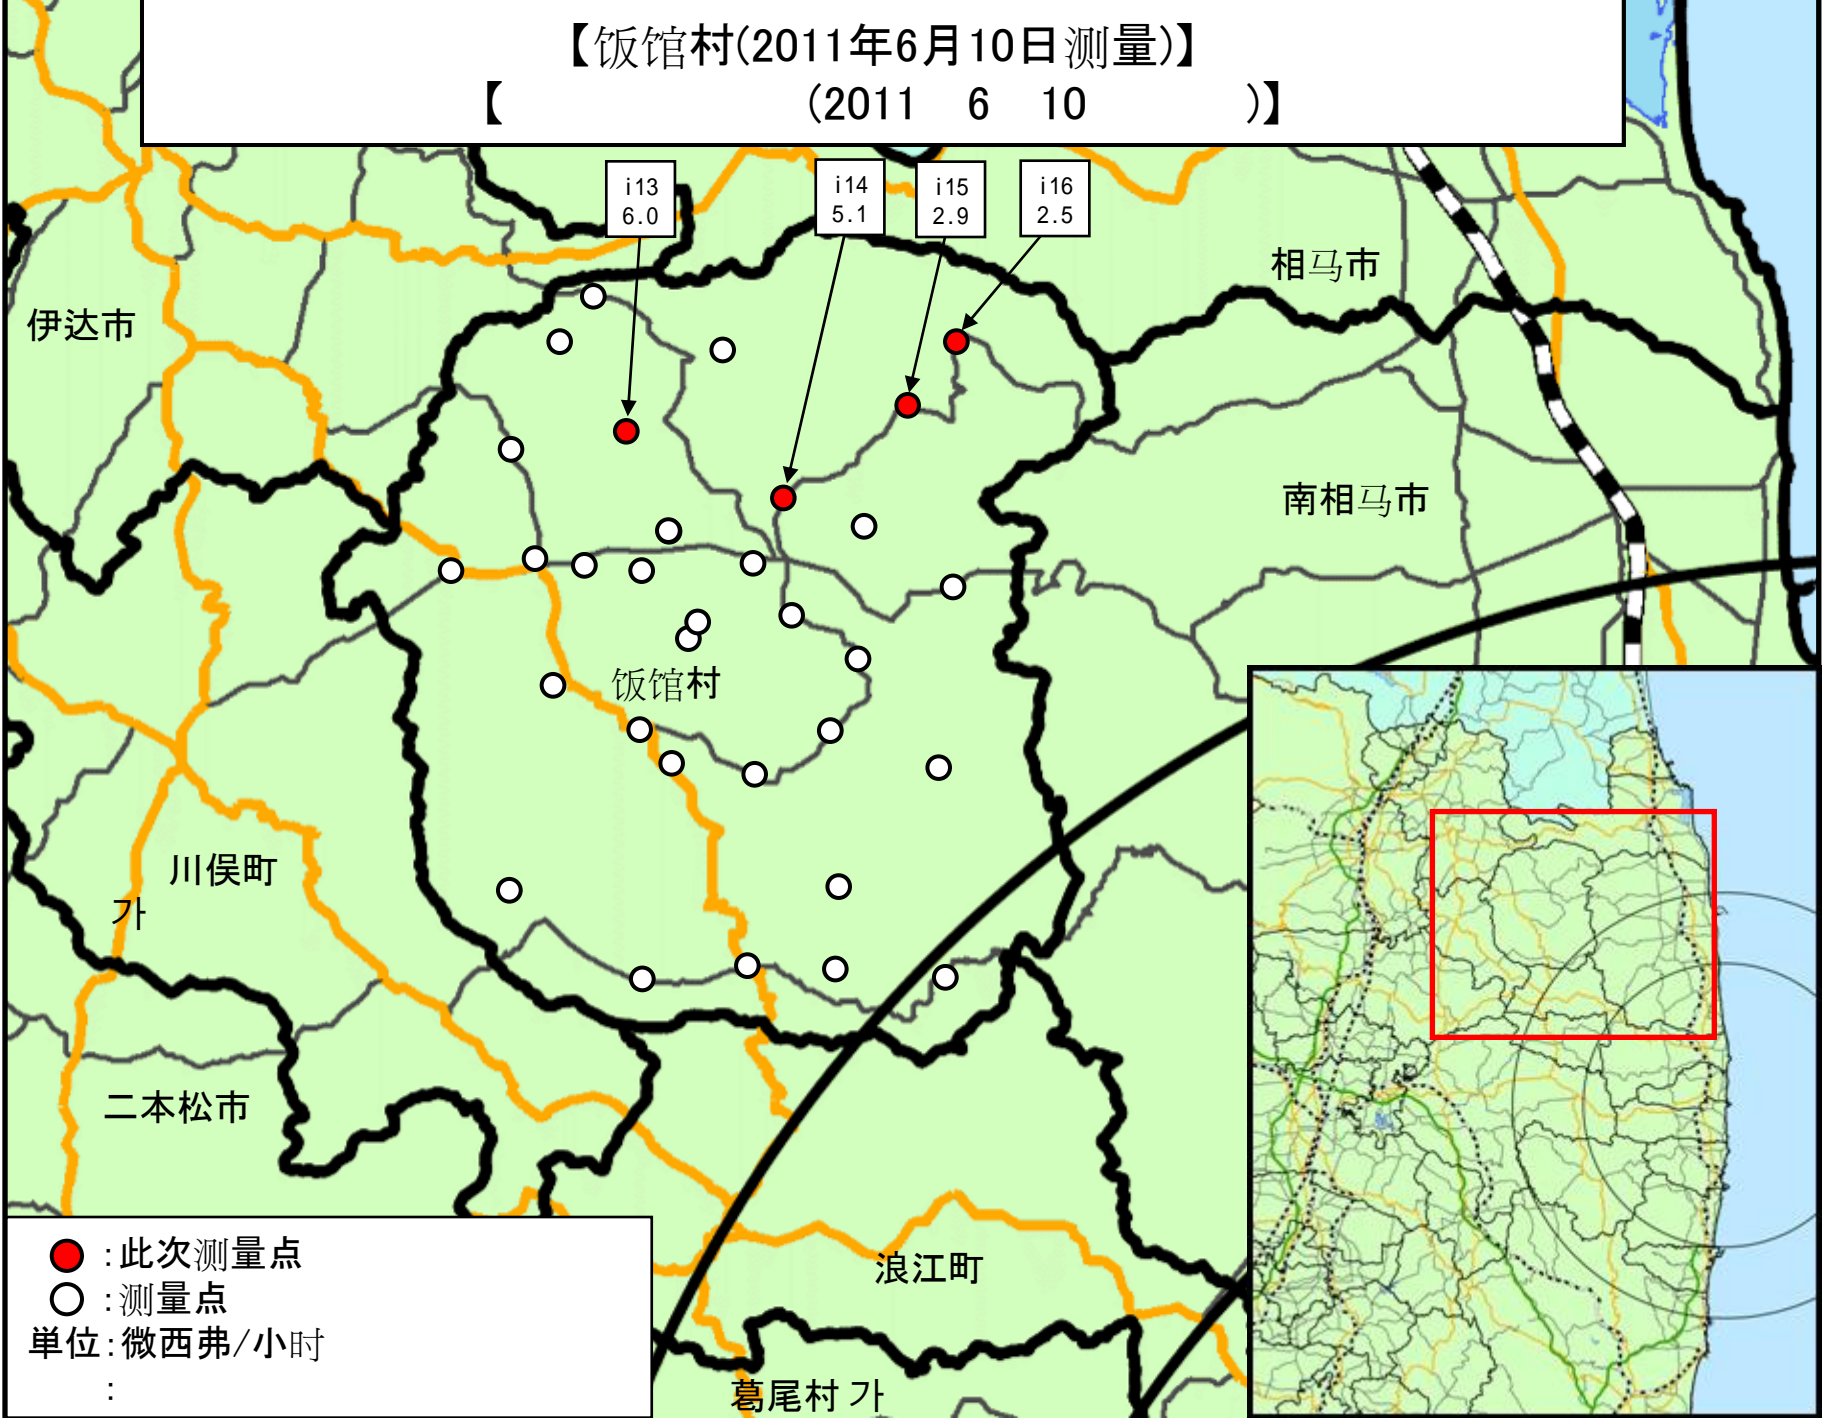 【饭馆村(2011年6月10日测量)】
【 (2011 6 10 )】
i13
6.0
i14
5.1
i15
2.9
i16
2.5
相马市
伊达市
南相马市
饭馆村
川俣町
가
二本松市
浪江町
葛尾村 가
:此次测量点
:测量点
単位:微西弗/小时
: